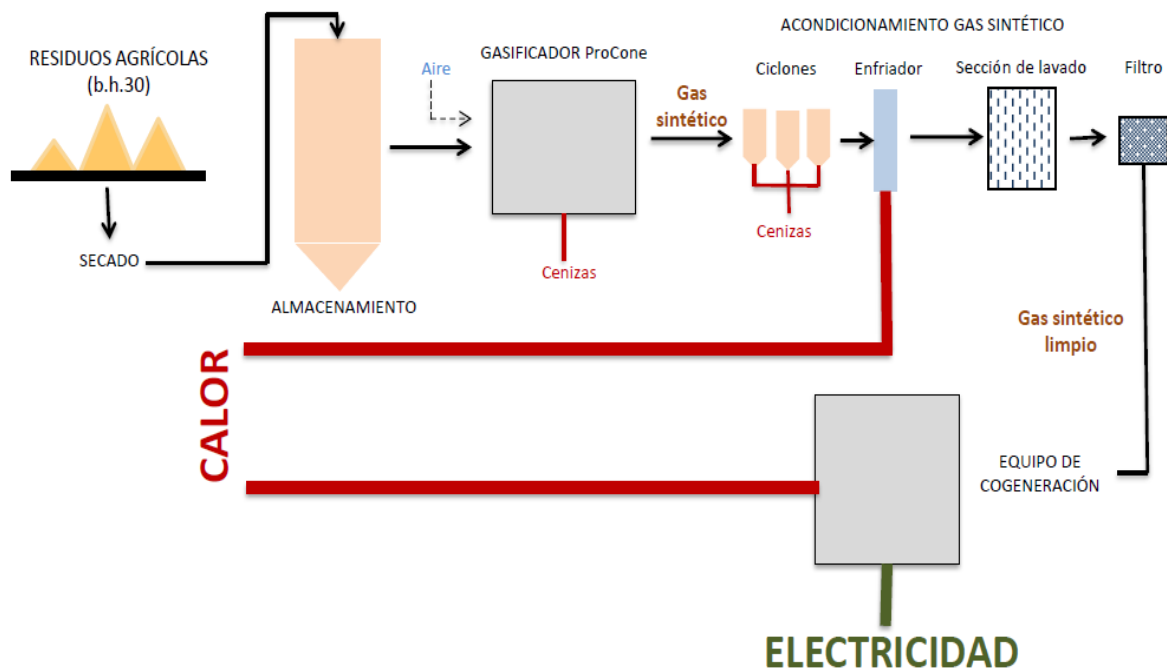 RESIDUOS AGRÍCOLAS
(b.h.30)
SECADO
ALMACENAMIENTO
Aire
GASIFICADOR ProCone
Cenizas
Gas
sintético
ACONDICIONAMIENTO GAS SINTÉTICO
Ciclones
Enfriador
Sección de lavado
Filtro
Cenizas
Gas sintético
limpio
CALOR
EQUIPO DE
COGENERACIÓN
ELECTRICIDAD